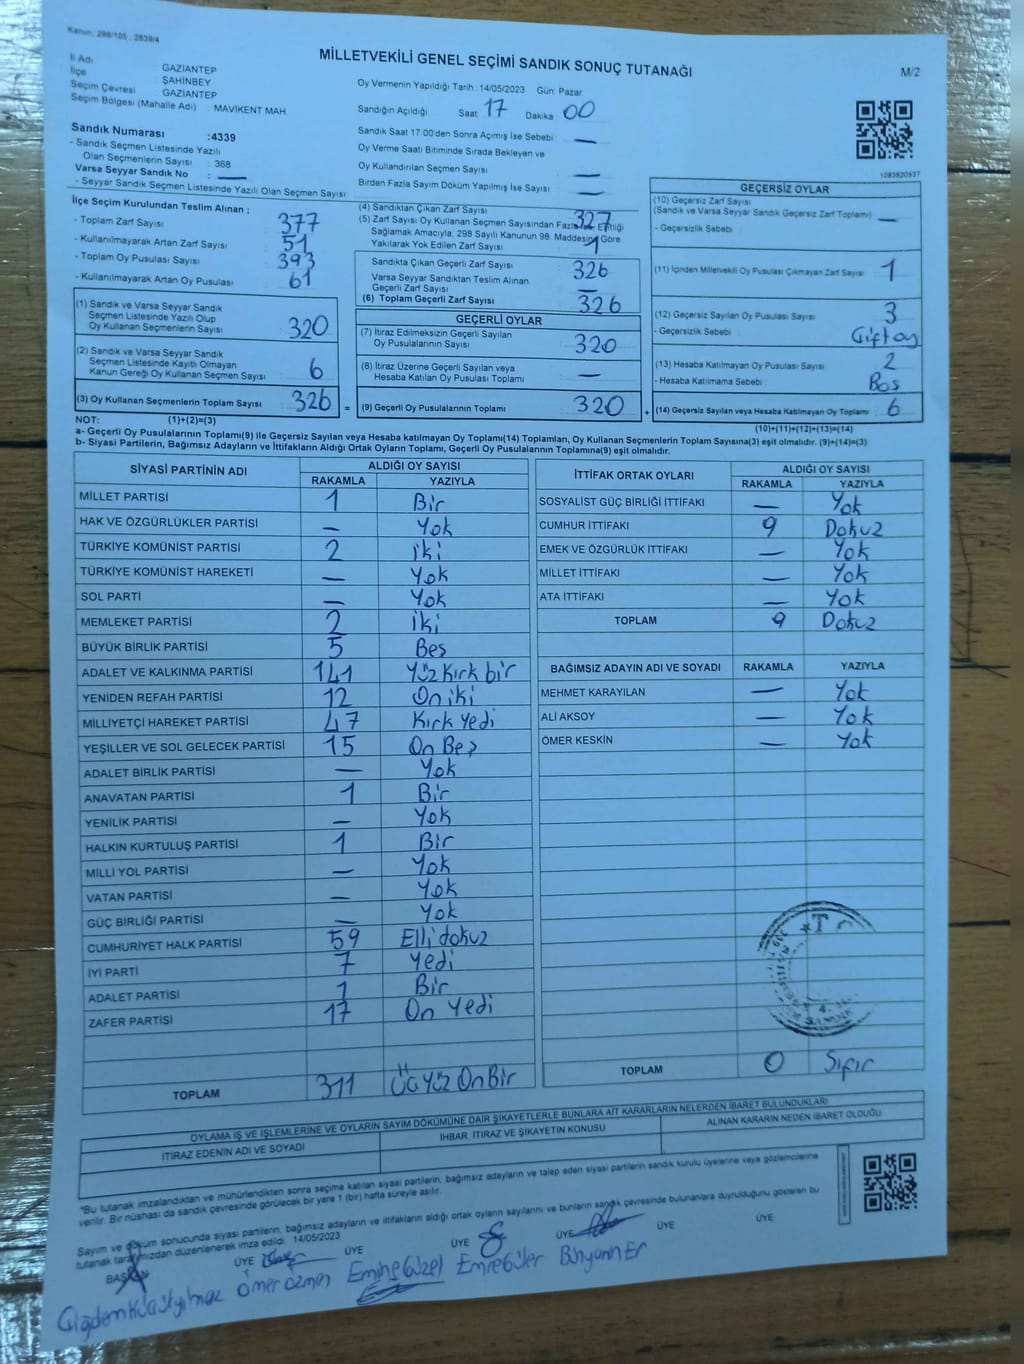 Kanun: 298/105 , 2839/4
MİLLETVEKİLİ GENEL SEÇİMİ SANDIK SONUÇ TUTANAĞI
M/2
İl Adı : GAZİANTEP
İlçe : ŞAHİNBEY
Seçim Çevresi : GAZİANTEP
Seçim Bölgesi (Mahalle Adı) : MAVİKENT MAH
Sandık Numarası :4339
- Sandık Seçmen Listesinde Yazılı
Olan Seçmenlerin Sayısı : 368
Varsa Seyyar Sandık No : —
- Seyyar Sandık Seçmen Listesinde Yazılı Olan Seçmen Sayısı
Oy Vermenin Yapıldığı Tarih : 14/05/2023 Gün: Pazar
Sandığın Açıldığı Saat 17 Dakika 00
Sandık Saat 17.00'den Sonra Açılmış İse Sebebi : —
Oy Verme Saati Bitiminde Sırada Bekleyen ve
Oy Kullandırılan Seçmen Sayısı : —
Birden Fazla Sayım Döküm Yapılmış İse Sayısı : —
1083820537
İlçe Seçim Kurulundan Teslim Alınan :
- Toplam Zarf Sayısı : 377
- Kullanılmayarak Artan Zarf Sayısı : 51
- Toplam Oy Pusulası Sayısı : 393
- Kullanılmayarak Artan Oy Pusulası : 61
(4) Sandıktan Çıkan Zarf Sayısı : 327
(5) Zarf Sayısı Oy Kullanan Seçmen Sayısından Fazla İse, Eşitliği
Sağlamak Amacıyla, 298 Sayılı Kanunun 98. Maddesine Göre
Yakılarak Yok Edilen Zarf Sayısı : 1
Sandıkta Çıkan Geçerli Zarf Sayısı : 326
Varsa Seyyar Sandıktan Teslim Alınan
Geçerli Zarf Sayısı : —
(6) Toplam Geçerli Zarf Sayısı : 326
GEÇERSİZ OYLAR
(10) Geçersiz Zarf Sayısı
(Sandık ve Varsa Seyyar Sandık Geçersiz Zarf Toplamı) : —
- Geçersizlik Sebebi :
(11) İçinden Milletvekili Oy Pusulası Çıkmayan Zarf Sayısı : 1
(12) Geçersiz Sayılan Oy Pusulası Sayısı : 3
- Geçersizlik Sebebi : Çift oy
(13) Hesaba Katılmayan Oy Pusulası Sayısı : 2
- Hesaba Katılmama Sebebi : Boş
(14) Geçersiz Sayılan veya Hesaba Katılmayan Oy Toplamı : 6
(1) Sandık ve Varsa Seyyar Sandık
Seçmen Listesinde Yazılı Olup
Oy Kullanan Seçmenlerin Sayısı : 320
(2) Sandık ve Varsa Seyyar Sandık
Seçmen Listesinde Kayıtlı Olmayan
Kanun Gereği Oy Kullanan Seçmen Sayısı : 6
(3) Oy Kullanan Seçmenlerin Toplam Sayısı : 326
GEÇERLİ OYLAR
(7) İtiraz Edilmeksizin Geçerli Sayılan
Oy Pusulalarının Sayısı : 320
(8) İtiraz Üzerine Geçerli Sayılan veya
Hesaba Katılan Oy Pusulası Toplamı : —
= (9) Geçerli Oy Pusulalarının Toplamı : 320 +
NOT: (1)+(2)=(3)
(10)+(11)+(12)+(13)=(14)
a- Geçerli Oy Pusulalarının Toplamı(9) ile Geçersiz Sayılan veya Hesaba katılmayan Oy Toplamı(14) Toplamları, Oy Kullanan Seçmenlerin Toplam Sayısına(3) eşit olmalıdır. (9)+(14)=(3)
b- Siyasi Partilerin, Bağımsız Adayların ve İttifakların Aldığı Ortak Oyların Toplamı, Geçerli Oy Pusulalarının Toplamına(9) eşit olmalıdır.
SİYASİ PARTİNİN ADI ALDIĞI OY SAYISI
RAKAMLA YAZIYLA
MİLLET PARTİSİ 1 Bir
HAK VE ÖZGÜRLÜKLER PARTİSİ — Yok
TÜRKİYE KOMÜNİST PARTİSİ 2 iki
TÜRKİYE KOMÜNİST HAREKETİ — Yok
SOL PARTİ — Yok
MEMLEKET PARTİSİ 2 iki
BÜYÜK BİRLİK PARTİSİ 5 Beş
ADALET VE KALKINMA PARTİSİ 141 Yüz Kırk bir
YENİDEN REFAH PARTİSİ 12 On iki
MİLLİYETÇİ HAREKET PARTİSİ 47 Kırk Yedi
YEŞİLLER VE SOL GELECEK PARTİSİ 15 On Beş
ADALET BİRLİK PARTİSİ — Yok
ANAVATAN PARTİSİ 1 Bir
YENİLİK PARTİSİ — Yok
HALKIN KURTULUŞ PARTİSİ 1 Bir
MİLLİ YOL PARTİSİ — Yok
VATAN PARTİSİ — Yok
GÜÇ BİRLİĞİ PARTİSİ — Yok
CUMHURİYET HALK PARTİSİ 59 Elli dokuz
İYİ PARTİ 7 Yedi
ADALET PARTİSİ 1 Bir
ZAFER PARTİSİ 17 On Yedi
TOPLAM 311 Üç Yüz On Bir
İTTİFAK ORTAK OYLARI ALDIĞI OY SAYISI
RAKAMLA YAZIYLA
SOSYALİST GÜÇ BİRLİĞİ İTTİFAKI — Yok
CUMHUR İTTİFAKI 9 Dokuz
EMEK VE ÖZGÜRLÜK İTTİFAKI — Yok
MİLLET İTTİFAKI — Yok
ATA İTTİFAKI — Yok
TOPLAM 9 Dokuz
BAĞIMSIZ ADAYIN ADI VE SOYADI RAKAMLA YAZIYLA
MEHMET KARAYILAN — Yok
ALİ AKSOY — Yok
ÖMER KESKİN — Yok
TOPLAM 0 Sıfır
OYLAMA İŞ VE İŞLEMLERİNE VE OYLARIN SAYIM DÖKÜMÜNE DAİR ŞİKAYETLERLE BUNLARA AİT KARARLARIN NELERDEN İBARET BULUNDUKLARI
İTİRAZ EDENİN ADI VE SOYADI İHBAR, İTİRAZ VE ŞİKAYETİN KONUSU ALINAN KARARIN NEDEN İBARET OLDUĞU
"Bu tutanak imzalandıktan ve mühürlendikten sonra seçime katılan siyasi partilerin, bağımsız adayların ve talep eden siyasi partilerin sandık kurulu üyelerine veya gözlemcilerine
verilir. Bir nüshası da sandık çevresinde görülecek bir yere 1 (bir) hafta süreyle asılır.
Sayım ve döküm sonucunda siyasi partilerin, bağımsız adayların ve ittifakların aldığı ortak oyların sayılarını ve bunların sandık çevresinde bulunanlara duyurulduğunu gösteren bu
tutanak tarafımızdan düzenlenerek imza edildi. 14/05/2023
BAŞKAN ÜYE ÜYE ÜYE ÜYE ÜYE ÜYE
Ömer Özmen Emine Güzel Emre Güler Bünyamin Er